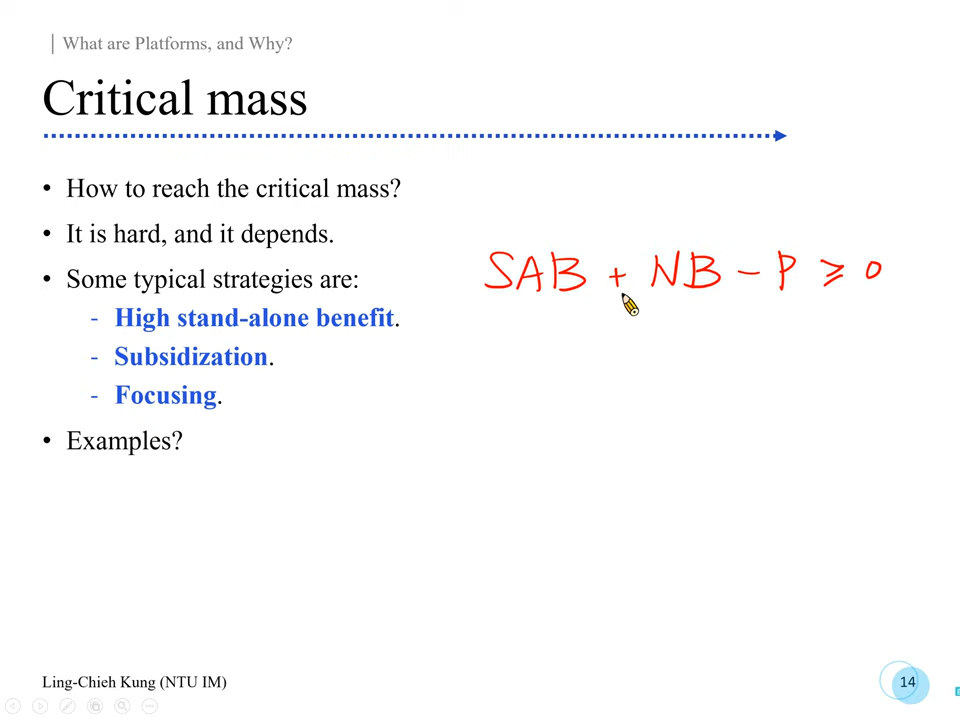 | What are Platforms, and Why?
Critical mass
• How to reach the critical mass?
• It is hard, and it depends.
• Some typical strategies are:
- High stand-alone benefit.
- Subsidization.
- Focusing.
• Examples?
SAB + NB - P ≥ 0
Ling-Chieh Kung (NTU IM)
14